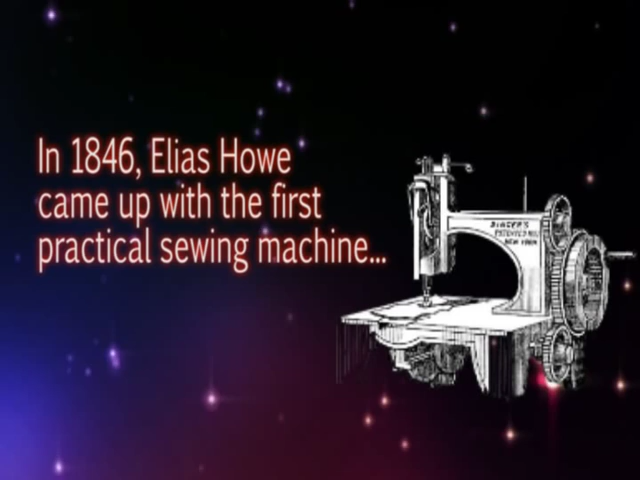 In 1846, Elias Howe
came up with the first
practical sewing machine...
SINGER'S
NEW YORK